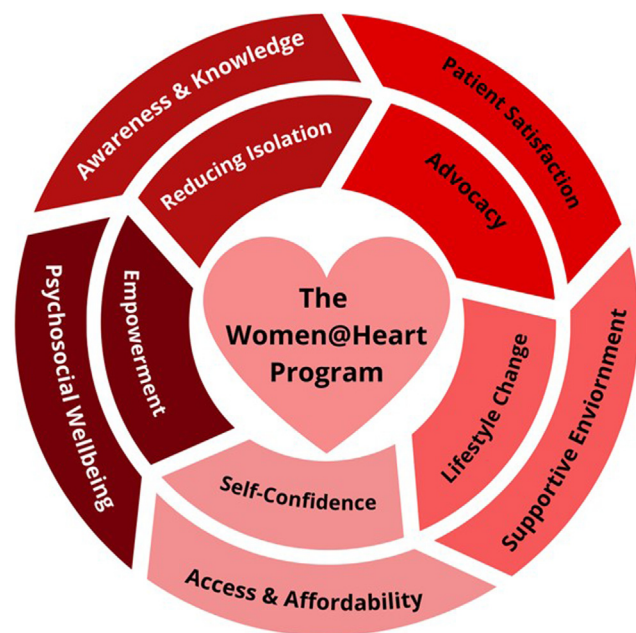 The
Women@Heart
Program
Awareness & Knowledge
Patient Satisfaction
Supportive Enviornment
Access & Affordability
Psychosocial Wellbeing
Reducing Isolation
Advocacy
Lifestyle Change
Self-Confidence
Empowerment